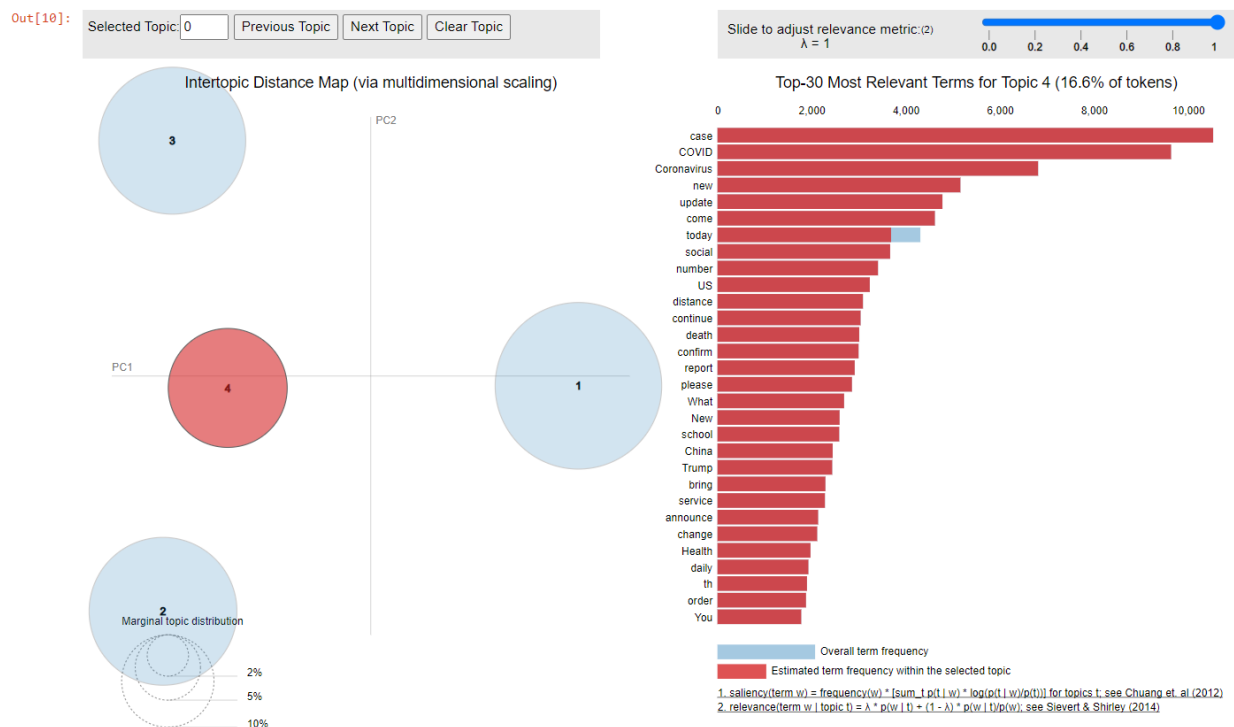 Out[10]:
Selected Topic: 0 Previous Topic Next Topic Clear Topic
Slide to adjust relevance metric:(2)
λ = 1
0.0 0.2 0.4 0.6 0.8 1
Intertopic Distance Map (via multidimensional scaling)
PC2
PC1
3
4
1
2
Marginal topic distribution
2%
5%
10%
Top-30 Most Relevant Terms for Topic 4 (16.6% of tokens)
0 2,000 4,000 6,000 8,000 10,000
case
COVID
Coronavirus
new
update
come
today
social
number
US
distance
continue
death
confirm
report
please
What
New
school
China
Trump
bring
service
announce
change
Health
daily
th
order
You
Overall term frequency
Estimated term frequency within the selected topic
1. saliency(term w) = frequency(w) * [sum_t p(t | w) * log(p(t | w)/p(t))] for topics t; see Chuang et. al (2012)
2. relevance(term w | topic t) = λ * p(w | t) + (1 - λ) * p(w | t)/p(w); see Sievert & Shirley (2014)